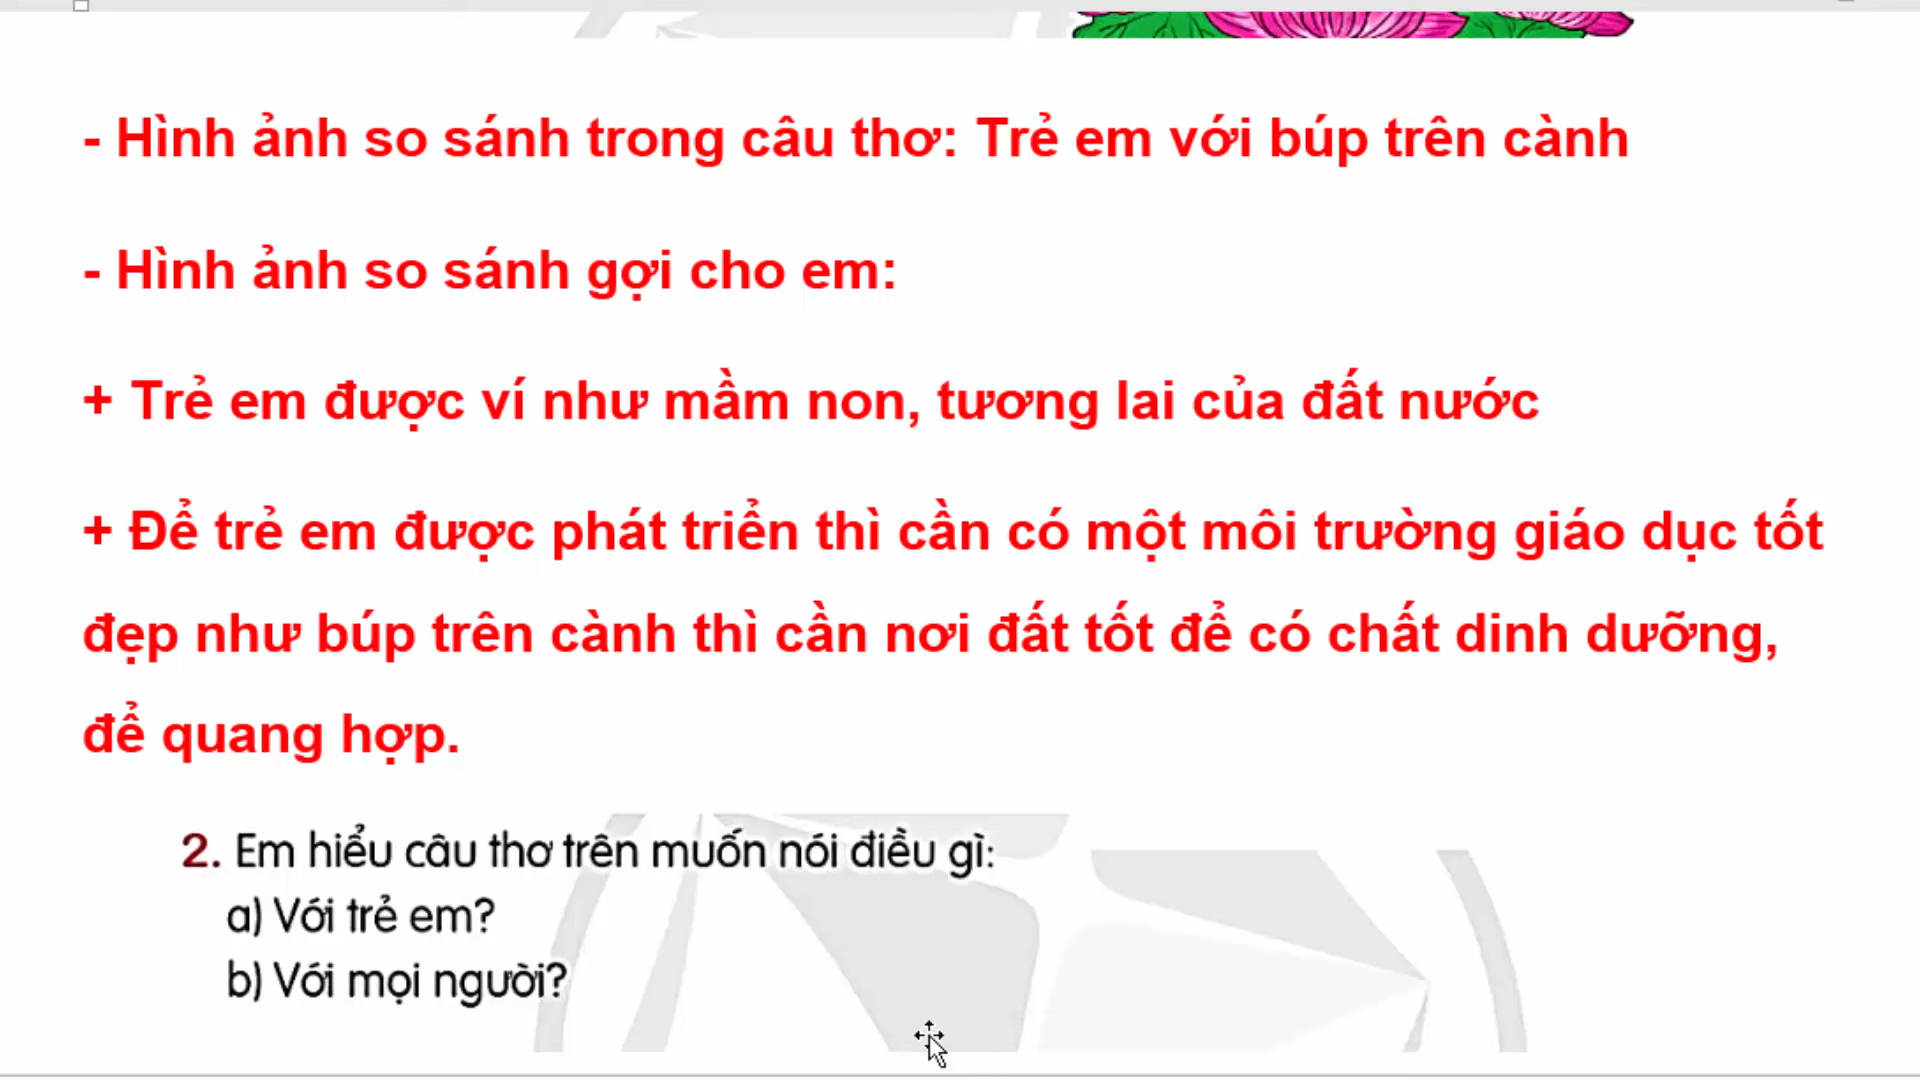 - Hình ảnh so sánh trong câu thơ: Trẻ em với búp trên cành
- Hình ảnh so sánh gợi cho em:
+ Trẻ em được ví như mầm non, tương lai của đất nước
+ Để trẻ em được phát triển thì cần có một môi trường giáo dục tốt
đẹp như búp trên cành thì cần nơi đất tốt để có chất dinh dưỡng,
để quang hợp.
2. Em hiểu câu thơ trên muốn nói điều gì:
a) Với trẻ em?
b) Với mọi người?